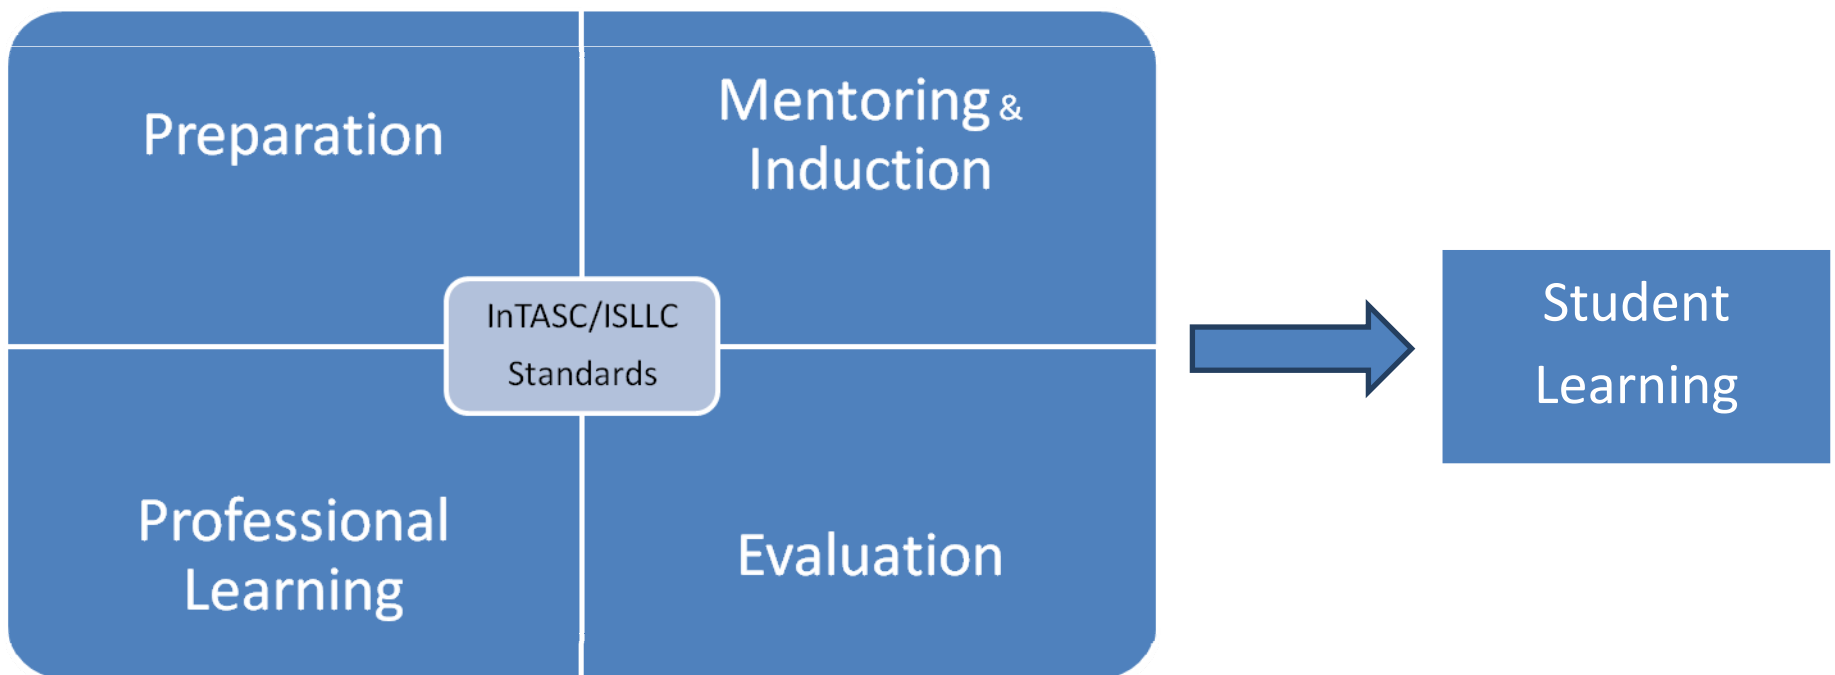 Preparation
Mentoring &
Induction
InTASC/ISLLC
Standards
Professional
Learning
Evaluation
Student
Learning